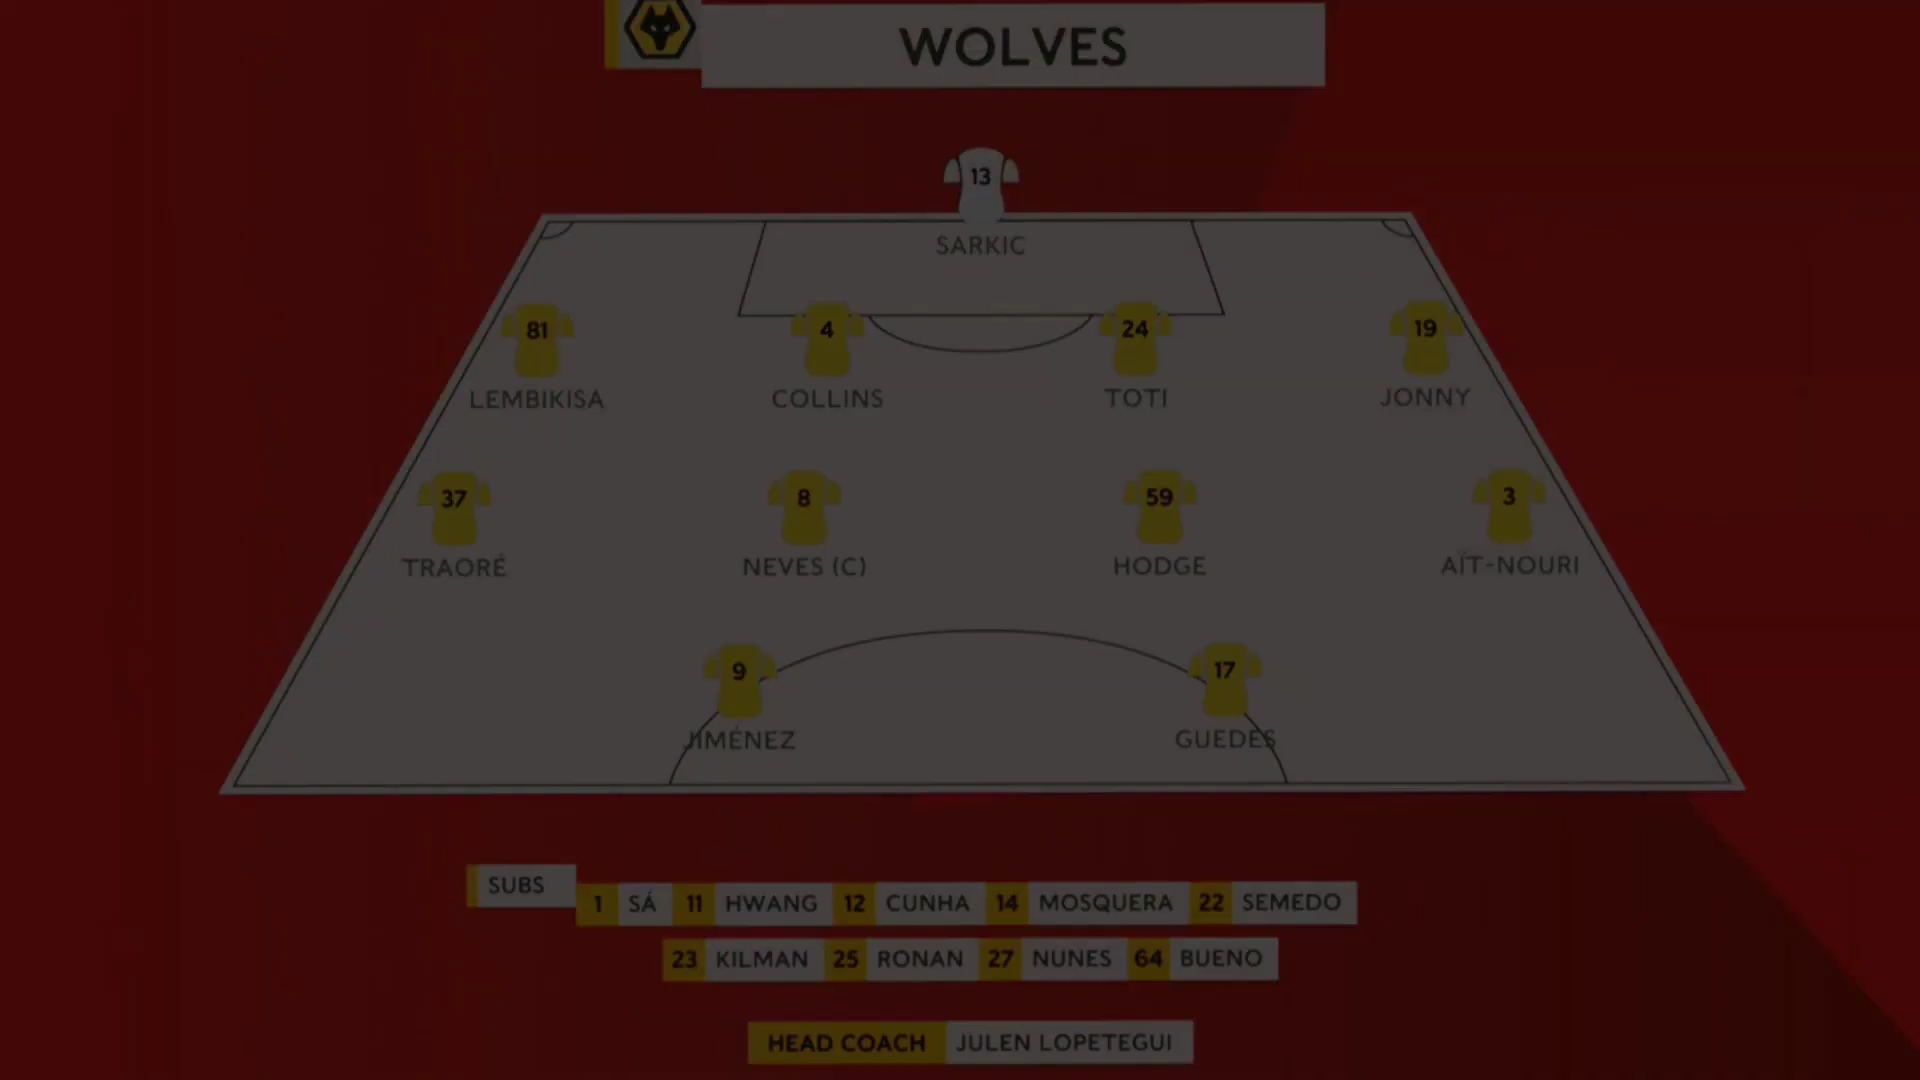 WOLVES
13
SARKIC
81 4 24 19
LEMBIKISA COLLINS TOTI JONNY
37 8 59 3
TRAORÉ NEVES (C) HODGE AÏT-NOURI
9 17
JIMÉNEZ GUEDES
SUBS
1 SÁ 11 HWANG 12 CUNHA 14 MOSQUERA 22 SEMEDO
23 KILMAN 25 RONAN 27 NUNES 64 BUENO
HEAD COACH JULEN LOPETEGUI